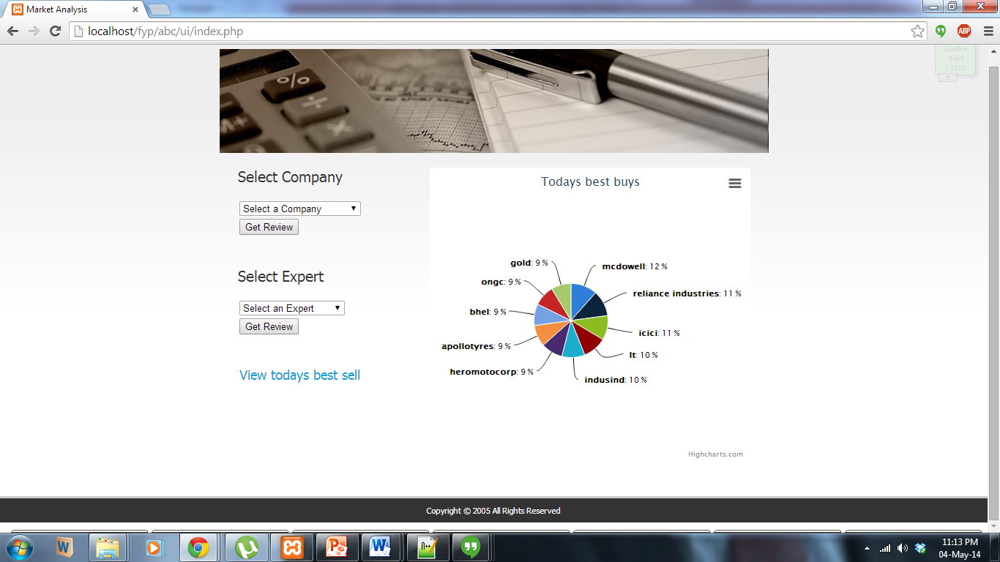 Market Analysis
localhost/fyp/abc/ui/index.php
ABP
Zombie
Alert
LOW
5
%
Select Company
Select a Company
Get Review
Select Expert
Select an Expert
Get Review
View todays best sell
Todays best buys
gold: 9 %
mcdowell: 12 %
ongc: 9 %
reliance industries: 11 %
bhel: 9 %
icici: 11 %
apollotyres: 9 %
lt: 10 %
heromotocorp: 9 %
indusind: 10 %
Highcharts.com
Copyright © 2005 All Rights Reserved
11:13 PM
04-May-14